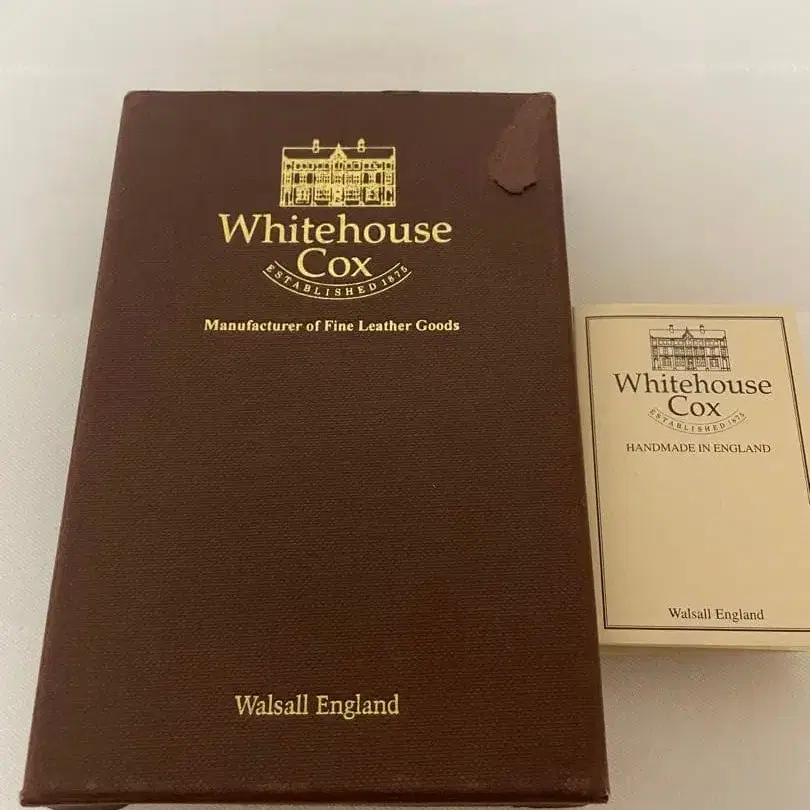 Whitehouse
Cox
ESTABLISHED 1875
Manufacturer of Fine Leather Goods
Walsall England
Whitehouse
Cox
ESTABLISHED 1875
HANDMADE IN ENGLAND
Walsall England